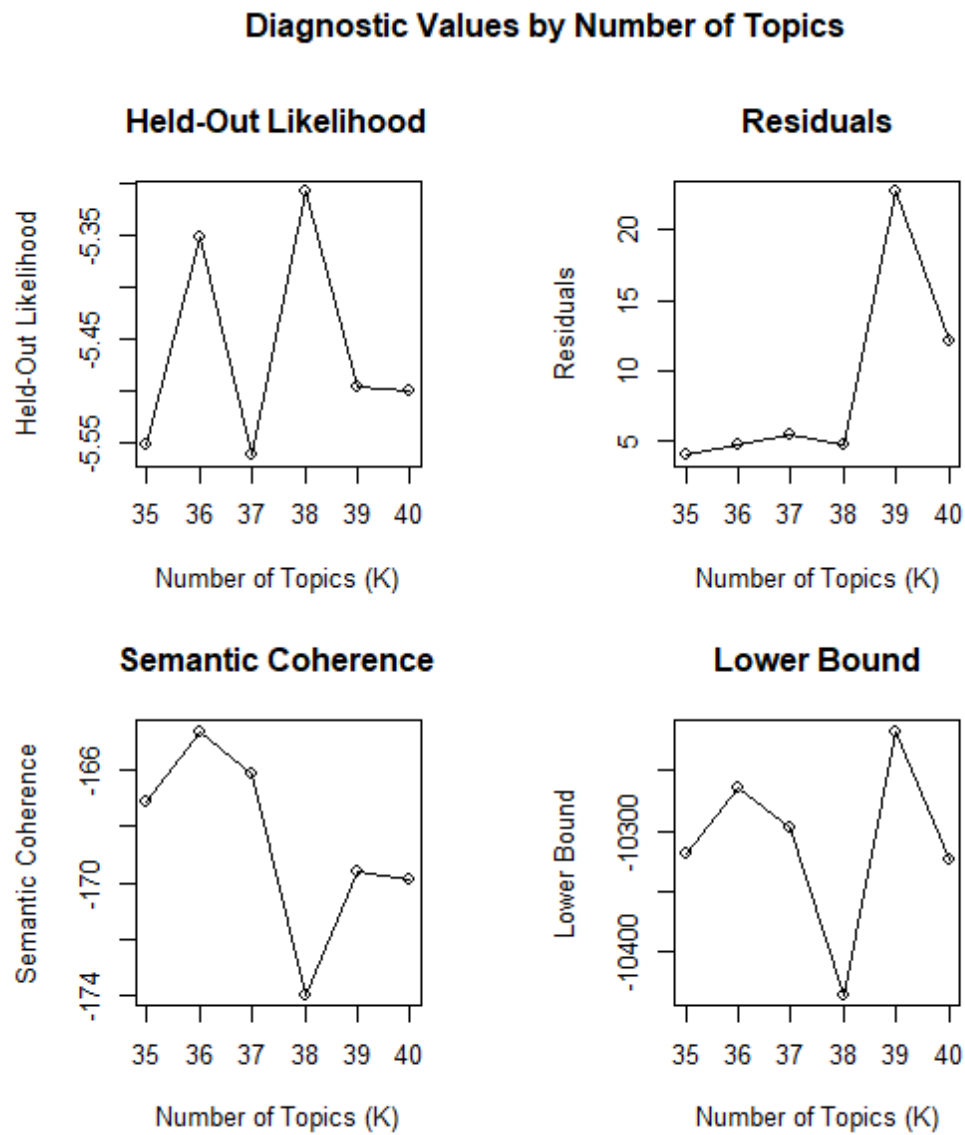 Diagnostic Values by Number of Topics
Held-Out Likelihood
Held-Out Likelihood
-5.35
-5.45
-5.55
35 36 37 38 39 40
Number of Topics (K)
Residuals
Residuals
20
15
10
5
35 36 37 38 39 40
Number of Topics (K)
Semantic Coherence
Semantic Coherence
-166
-170
-174
35 36 37 38 39 40
Number of Topics (K)
Lower Bound
Lower Bound
-10300
-10400
35 36 37 38 39 40
Number of Topics (K)